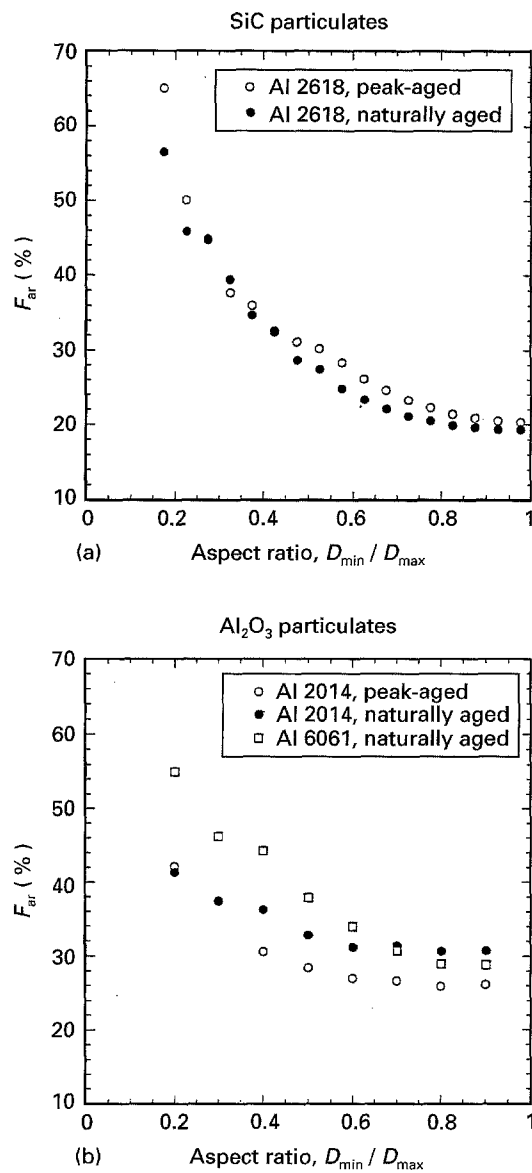 SiC particulates
70
60
50
40
30
20
10
F_ar (%)
Al 2618, peak-aged
Al 2618, naturally aged
0 0.2 0.4 0.6 0.8 1
(a) Aspect ratio, D_min / D_max
Al₂O₃ particulates
70
60
50
40
30
20
10
F_ar (%)
Al 2014, peak-aged
Al 2014, naturally aged
Al 6061, naturally aged
0 0.2 0.4 0.6 0.8 1
(b) Aspect ratio, D_min / D_max